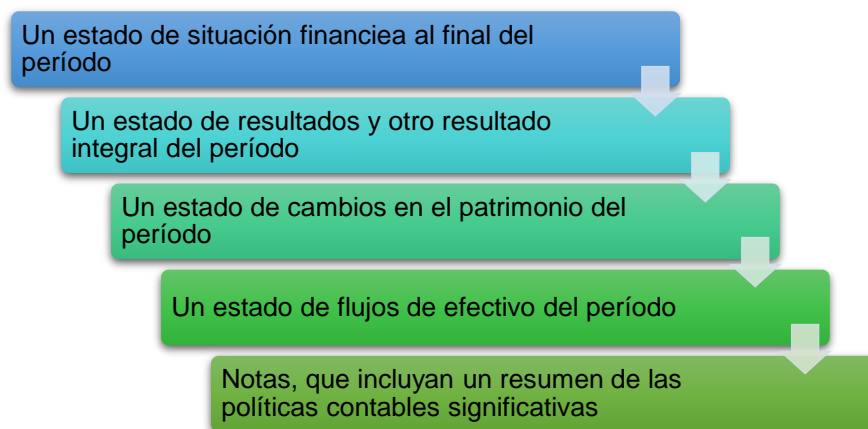 Un estado de situación financiea al final del
período
Un estado de resultados y otro resultado
integral del período
Un estado de cambios en el patrimonio del
período
Un estado de flujos de efectivo del período
Notas, que incluyan un resumen de las
políticas contables significativas